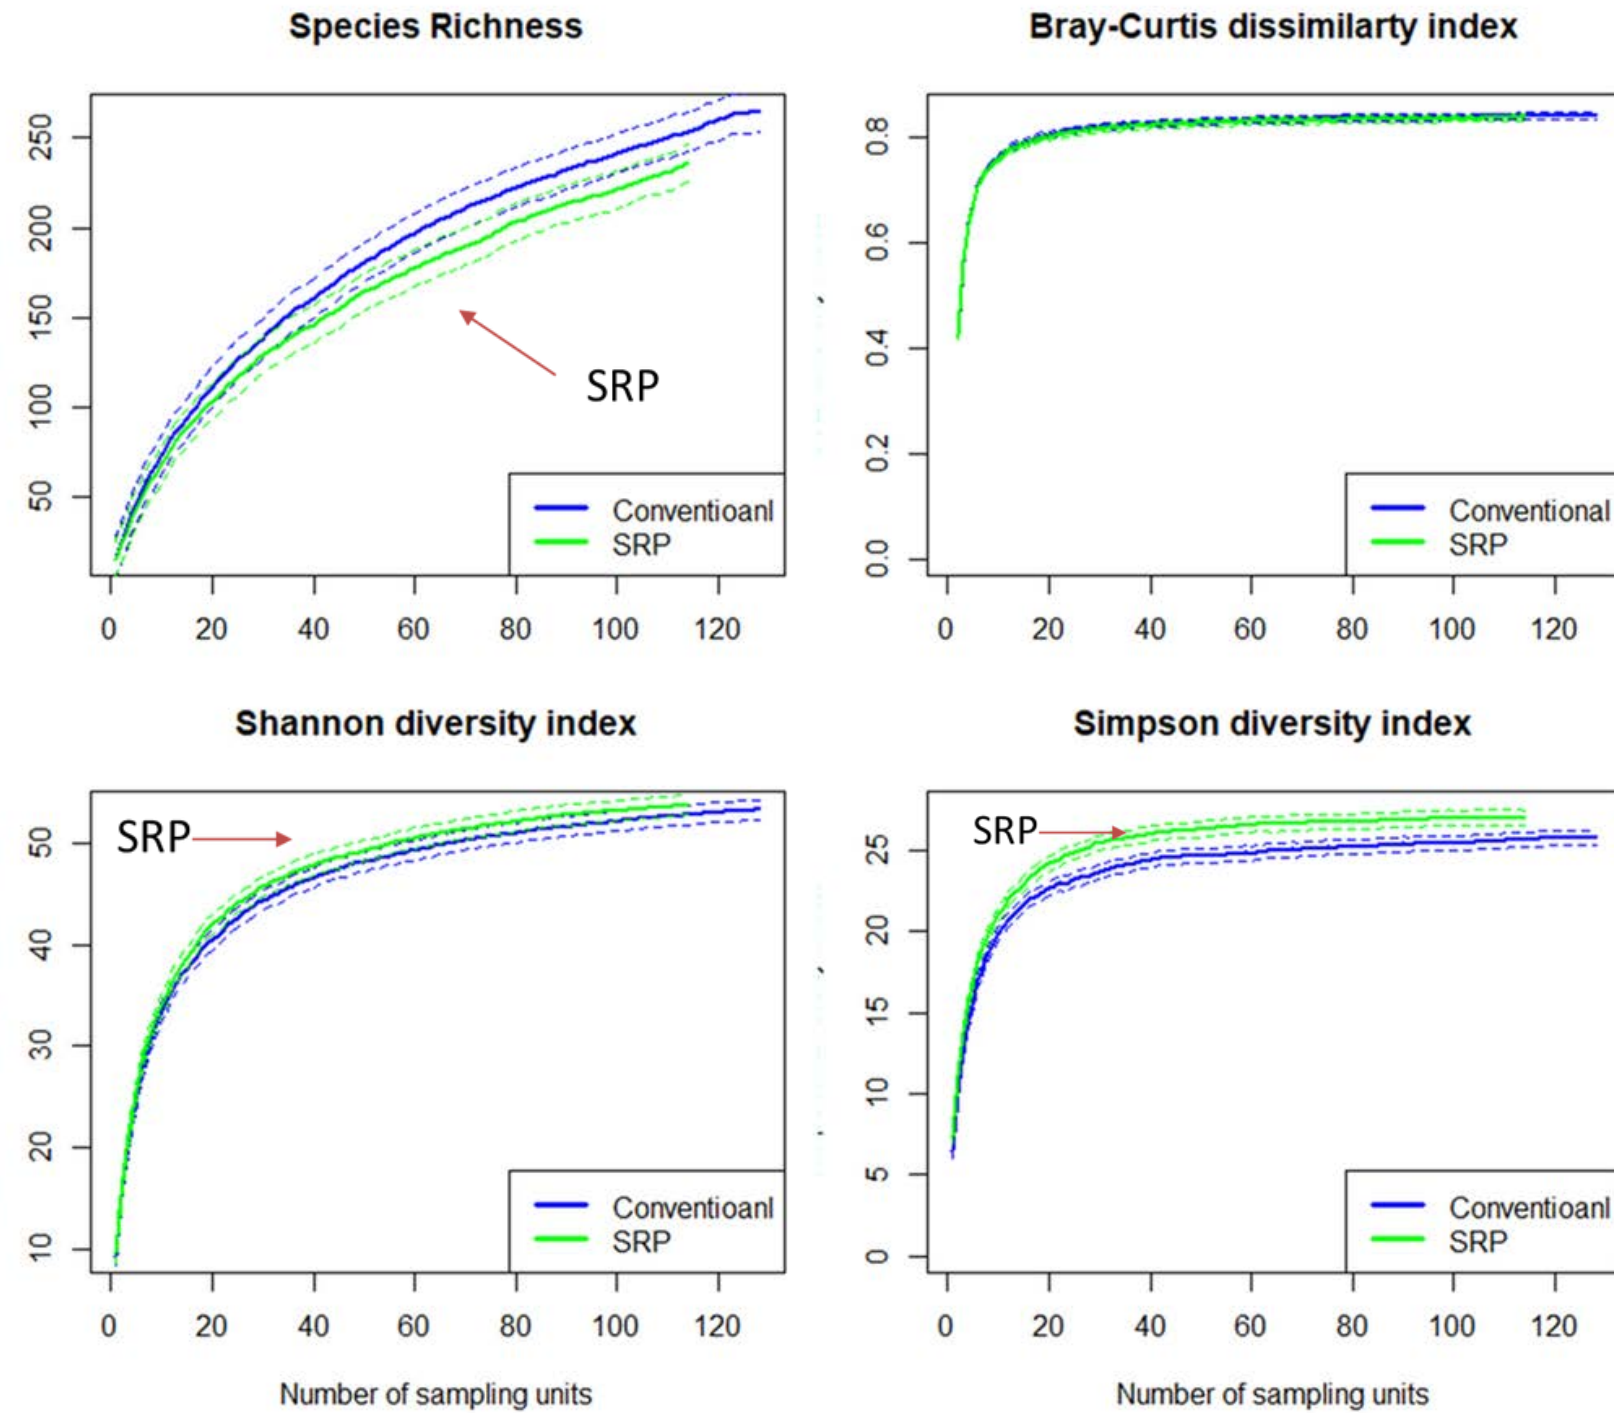 Species Richness
250
200
150
100
50
SRP
Conventioanl
SRP
0 20 40 60 80 100 120
Bray-Curtis dissimilarty index
0.8
0.6
0.4
0.2
0.0
Conventional
SRP
0 20 40 60 80 100 120
Shannon diversity index
50
40
30
20
10
SRP
Conventioanl
SRP
0 20 40 60 80 100 120
Number of sampling units
Simpson diversity index
25
20
15
10
5
0
SRP
Conventioanl
SRP
0 20 40 60 80 100 120
Number of sampling units